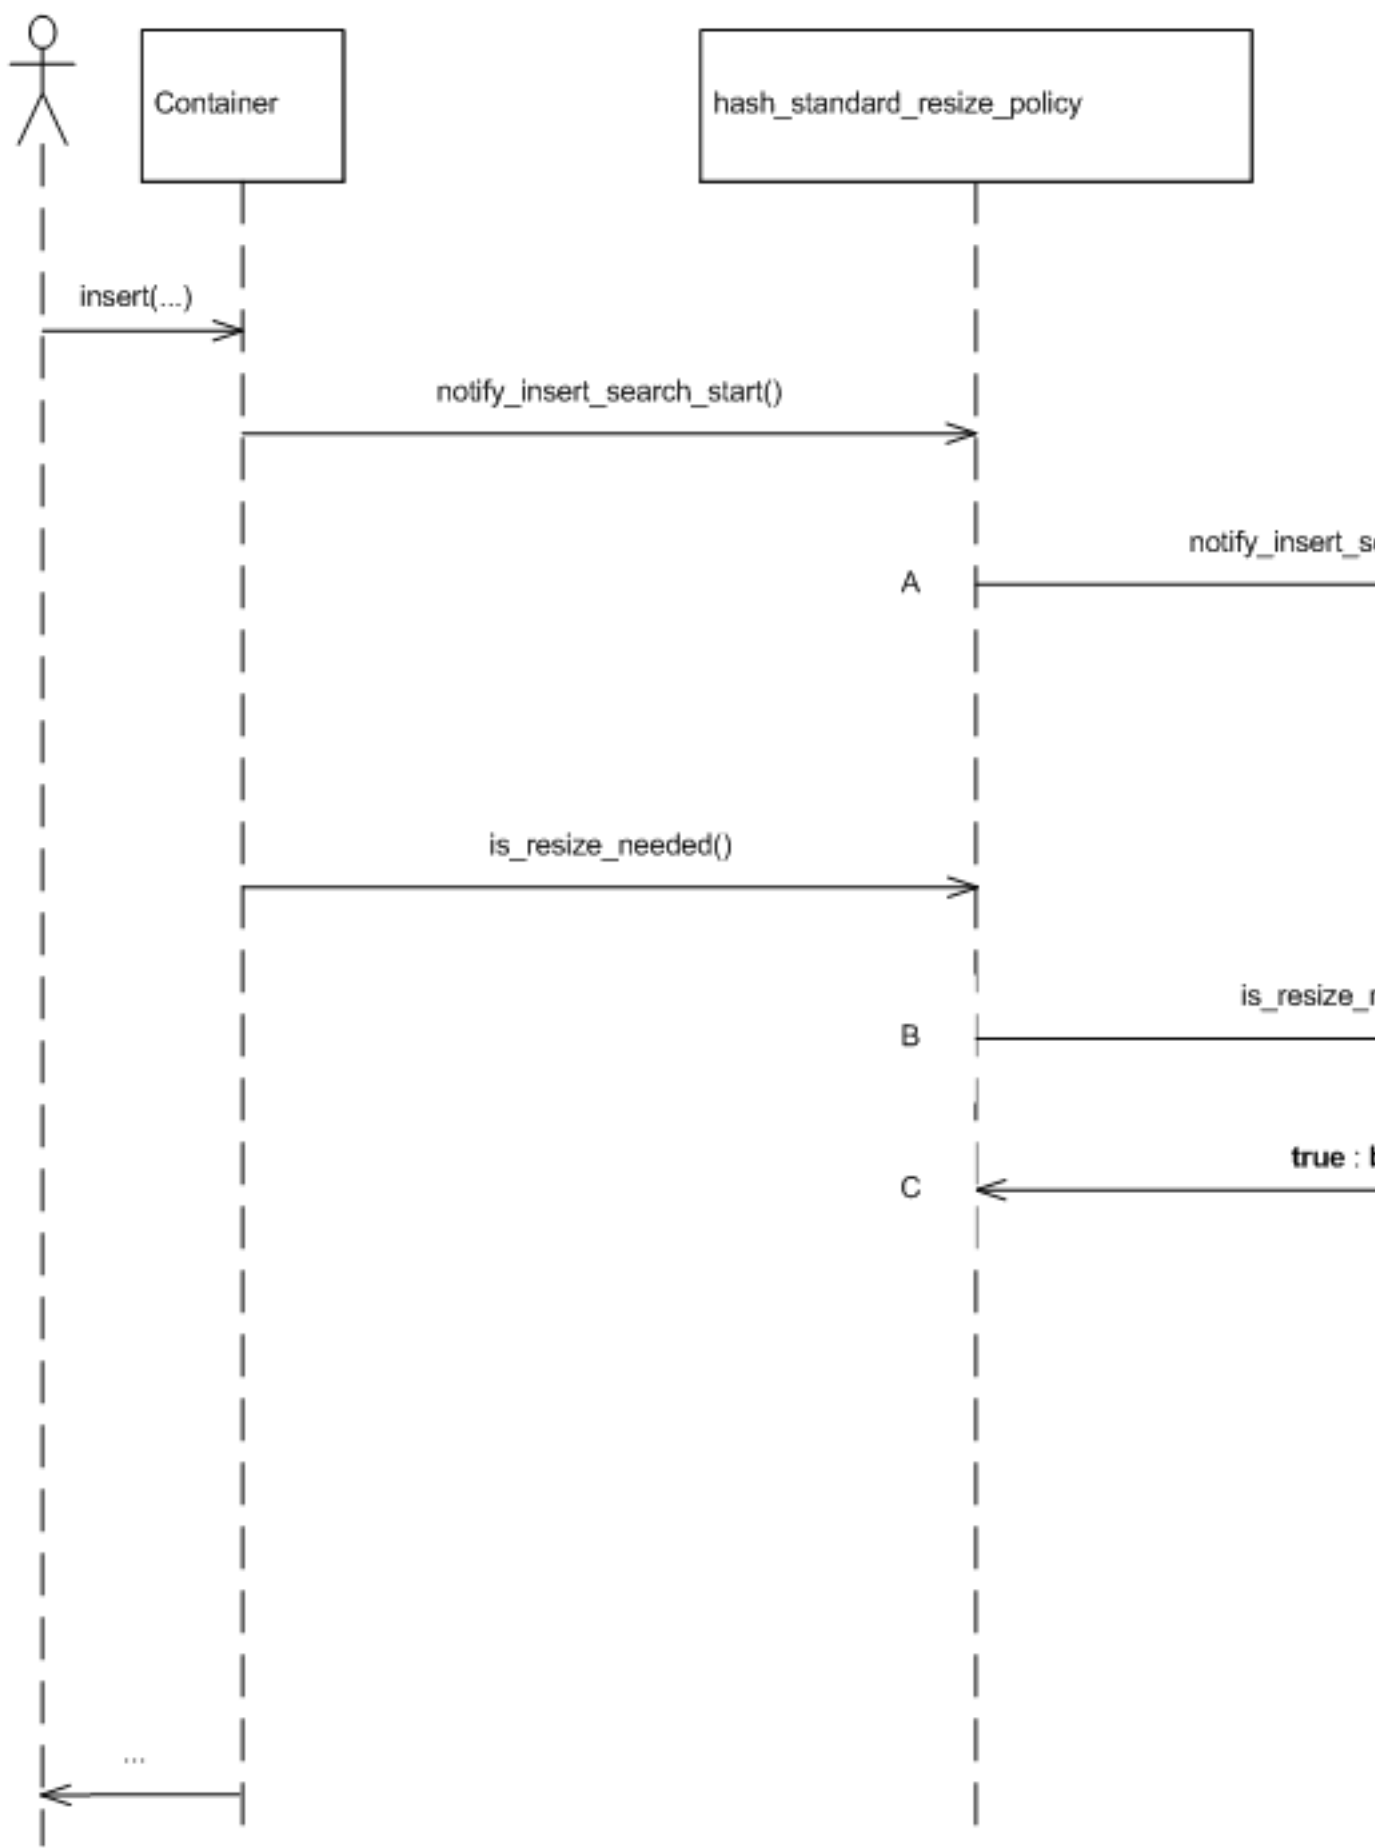 Container
hash_standard_resize_policy
insert(...)
notify_insert_search_start()
notify_insert_s
A
is_resize_needed()
is_resize_
B
true :
C
...